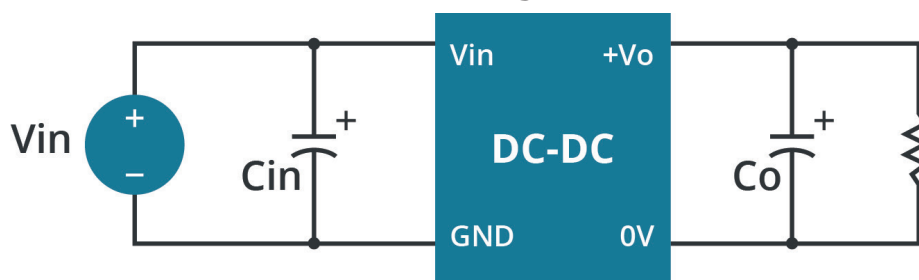 Vin +Vo
Vin + + DC-DC +
− Cin Co
GND 0V